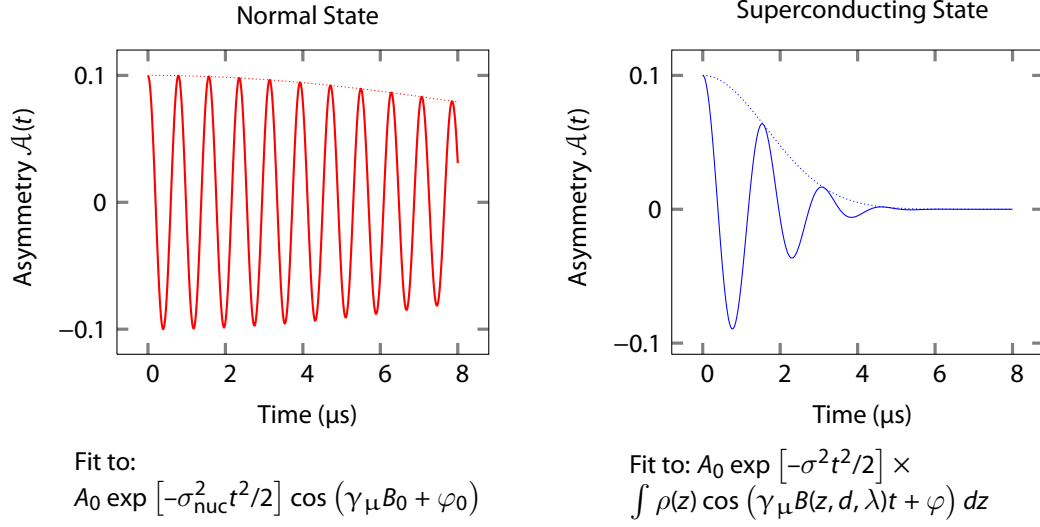 Normal State
Asymmetry 𝒜(t)
0.1
0
−0.1
0 2 4 6 8
Time (μs)
Fit to:
A₀ exp [−σ²nuc t²/2] cos (γμB₀ + φ₀)
Superconducting State
Asymmetry 𝒜(t)
0.1
0
−0.1
0 2 4 6 8
Time (μs)
Fit to: A₀ exp [−σ²t²/2] ×
∫ ρ(z) cos (γμB(z, d, λ)t + φ) dz